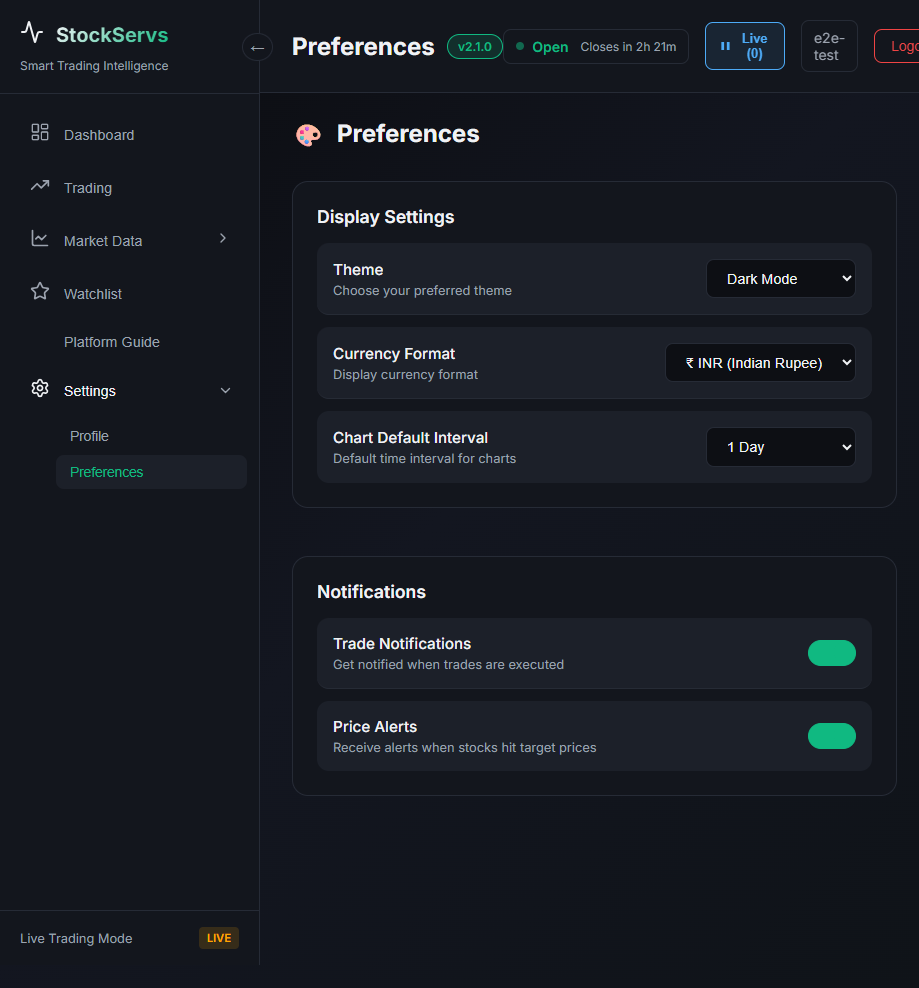 StockServs
Smart Trading Intelligence
←
Preferences
v2.1.0
Open
Closes in 2h 21m
Live
(0)
e2e-
test
Logo
Dashboard
Trading
Market Data
Watchlist
Platform Guide
Settings
Profile
Preferences
Live Trading Mode
LIVE
Preferences
Display Settings
Theme
Choose your preferred theme
Dark Mode
Currency Format
Display currency format
₹ INR (Indian Rupee)
Chart Default Interval
Default time interval for charts
1 Day
Notifications
Trade Notifications
Get notified when trades are executed
Price Alerts
Receive alerts when stocks hit target prices